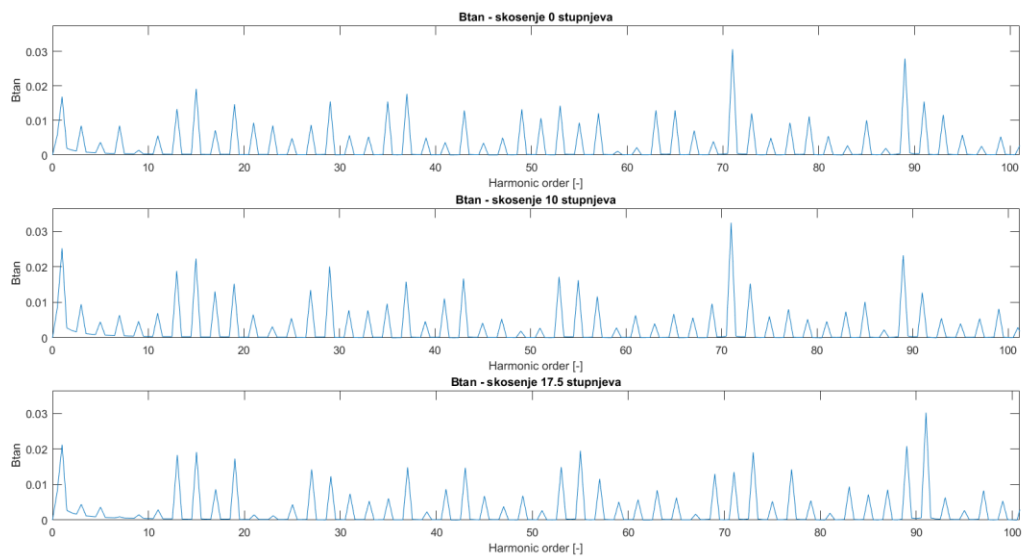 Btan - skosenje 0 stupnjeva
0.03
0.02
0.01
0
Btan
0 10 20 30 40 50 60 70 80 90 100
Harmonic order [-]
Btan - skosenje 10 stupnjeva
0.03
0.02
0.01
0
Btan
0 10 20 30 40 50 60 70 80 90 100
Harmonic order [-]
Btan - skosenje 17.5 stupnjeva
0.03
0.02
0.01
0
Btan
0 10 20 30 40 50 60 70 80 90 100
Harmonic order [-]